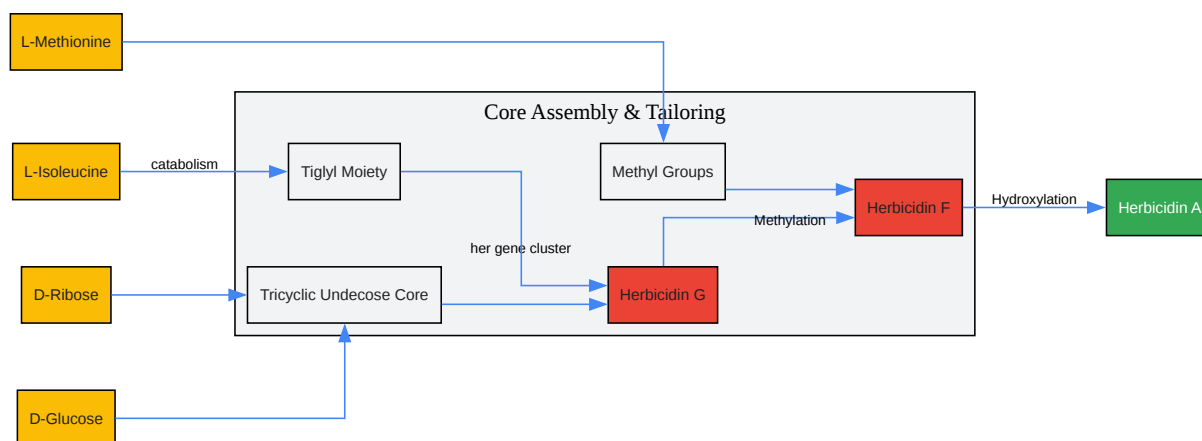 L-Methionine
Core Assembly & Tailoring
L-Isoleucine
catabolism
Tiglyl Moiety
Methyl Groups
Herbicidin F
Hydroxylation
Herbicidin A
Methylation
her gene cluster
D-Ribose
Tricyclic Undecose Core
Herbicidin G
D-Glucose